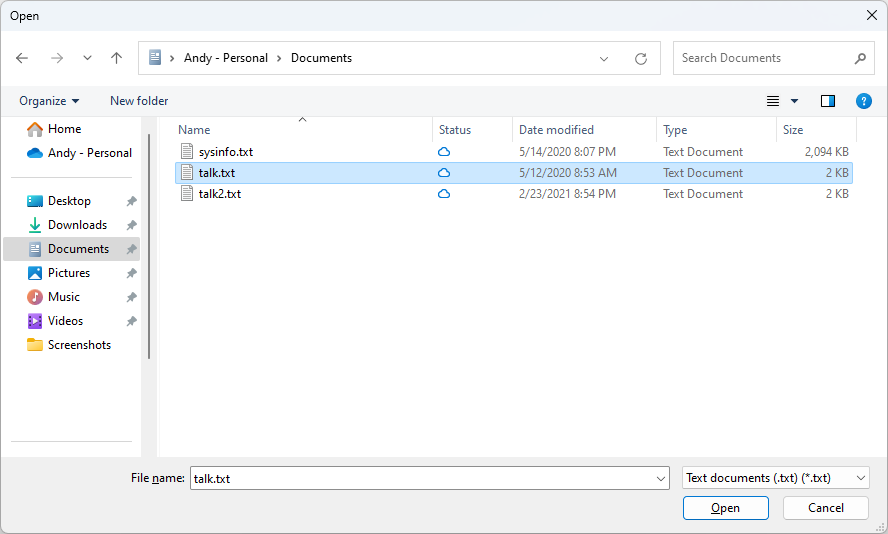 Open
Andy - Personal > Documents
Search Documents
Organize
New folder
Name
Status
Date modified
Type
Size
Home
Andy - Personal
Desktop
Downloads
Documents
Pictures
Music
Videos
Screenshots
sysinfo.txt 5/14/2020 8:07 PM Text Document 2,094 KB
talk.txt 5/12/2020 8:53 AM Text Document 2 KB
talk2.txt 2/23/2021 8:54 PM Text Document 2 KB
File name: talk.txt
Text documents (.txt) (*.txt)
Open
Cancel